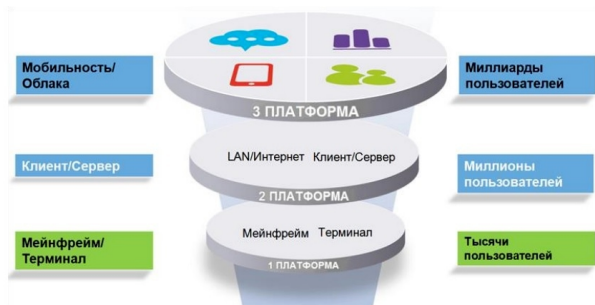 Мобильность/
Облака
Миллиарды
пользователей
3 ПЛАТФОРМА
Клиент/Сервер
LAN/Интернет Клиент/Сервер
Миллионы
пользователей
2 ПЛАТФОРМА
Мейнфрейм/
Терминал
Мейнфрейм Терминал
Тысячи
пользователей
1 ПЛАТФОРМА